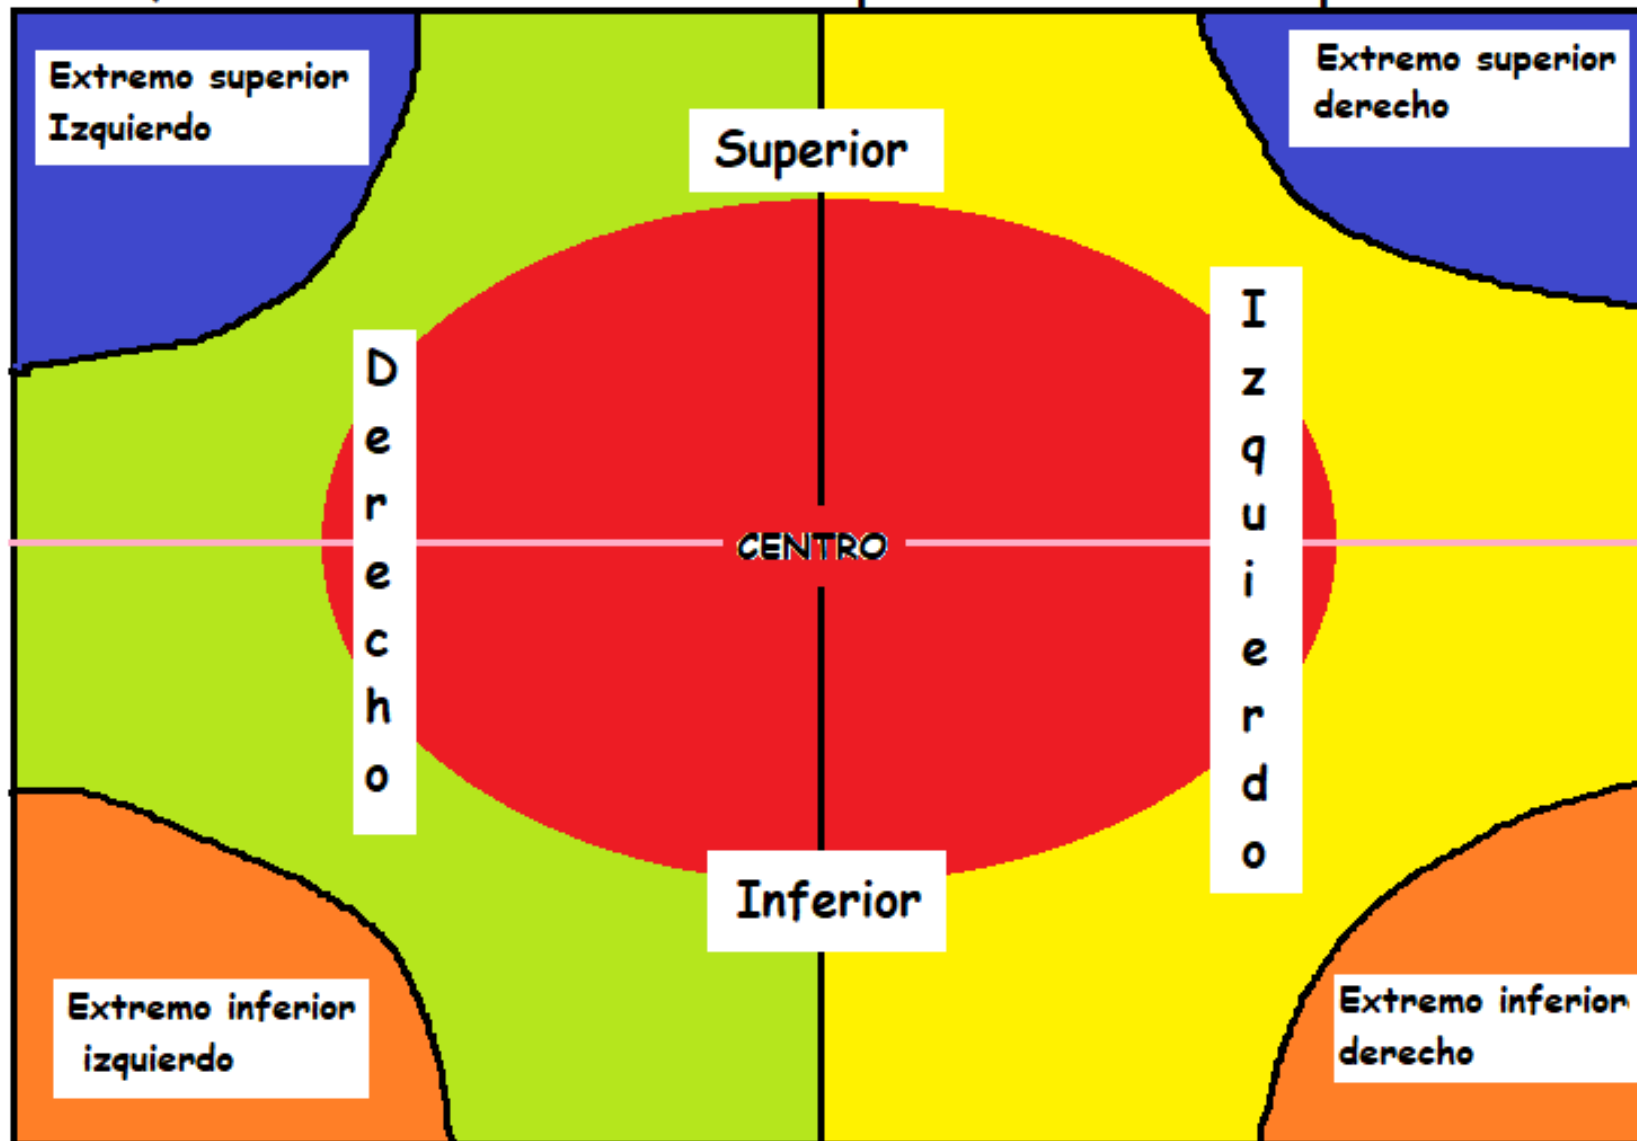 Extremo superior
Izquierdo
Extremo superior
derecho
Superior
Derecho
Izquierdo
CENTRO
Inferior
Extremo inferior
izquierdo
Extremo inferior
derecho